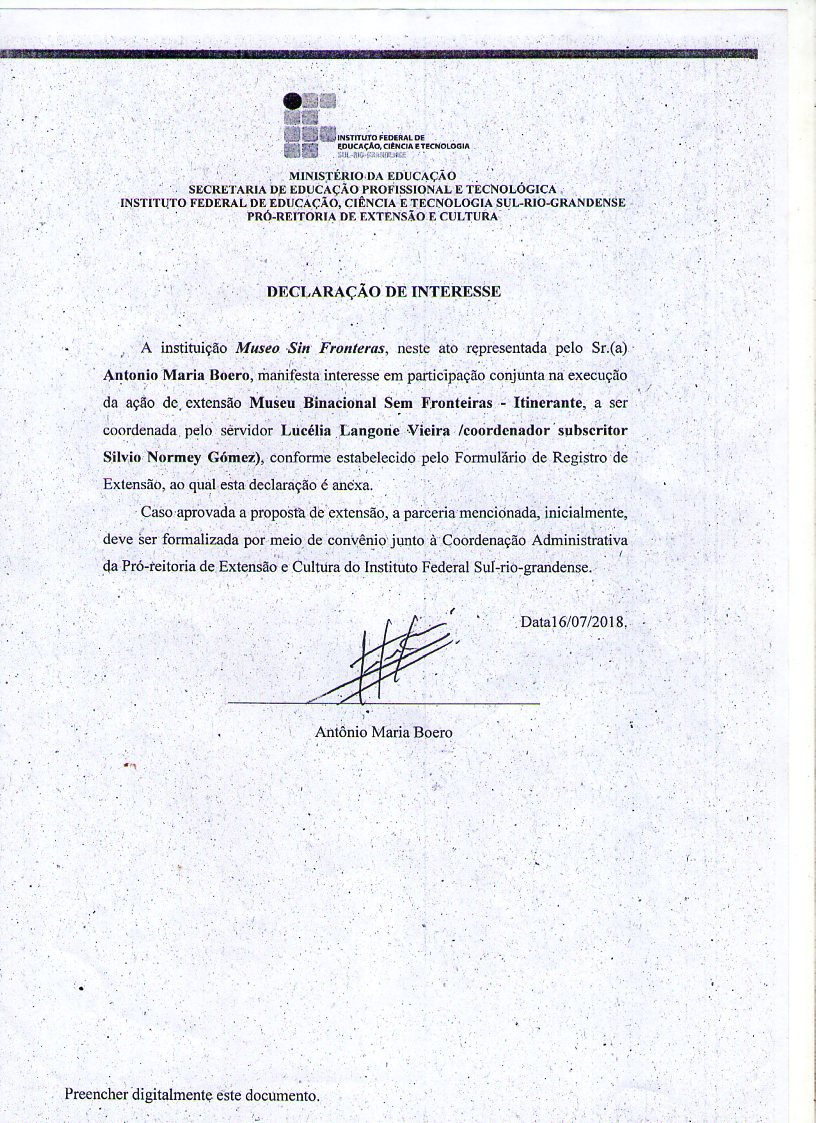 INSTITUTO FEDERAL DE
EDUCAÇÃO, CIÊNCIA E TECNOLOGIA
SUL-RIO-GRANDENSE
MINISTÉRIO DA EDUCAÇÃO
SECRETARIA DE EDUCAÇÃO PROFISSIONAL E TECNOLÓGICA
INSTITUTO FEDERAL DE EDUCAÇÃO, CIÊNCIA E TECNOLOGIA SUL-RIO-GRANDENSE
PRÓ-REITORIA DE EXTENSÃO E CULTURA
DECLARAÇÃO DE INTERESSE
A instituição Museo Sin Fronteras, neste ato representada pelo Sr.(a)
Antonio Maria Boero, manifesta interesse em participação conjunta na execução
da ação de extensão Museu Binacional Sem Fronteiras - Itinerante, a ser
coordenada pelo servidor Lucélia Langone Vieira /coordenador subscritor
Silvio Normey Gómez), conforme estabelecido pelo Formulário de Registro de
Extensão, ao qual esta declaração é anexa.
Caso aprovada a proposta de extensão, a parceria mencionada, inicialmente,
deve ser formalizada por meio de convênio junto à Coordenação Administrativa
da Pró-reitoria de Extensão e Cultura do Instituto Federal Sul-rio-grandense.
Data16/07/2018.
Antônio Maria Boero
Preencher digitalmente este documento.